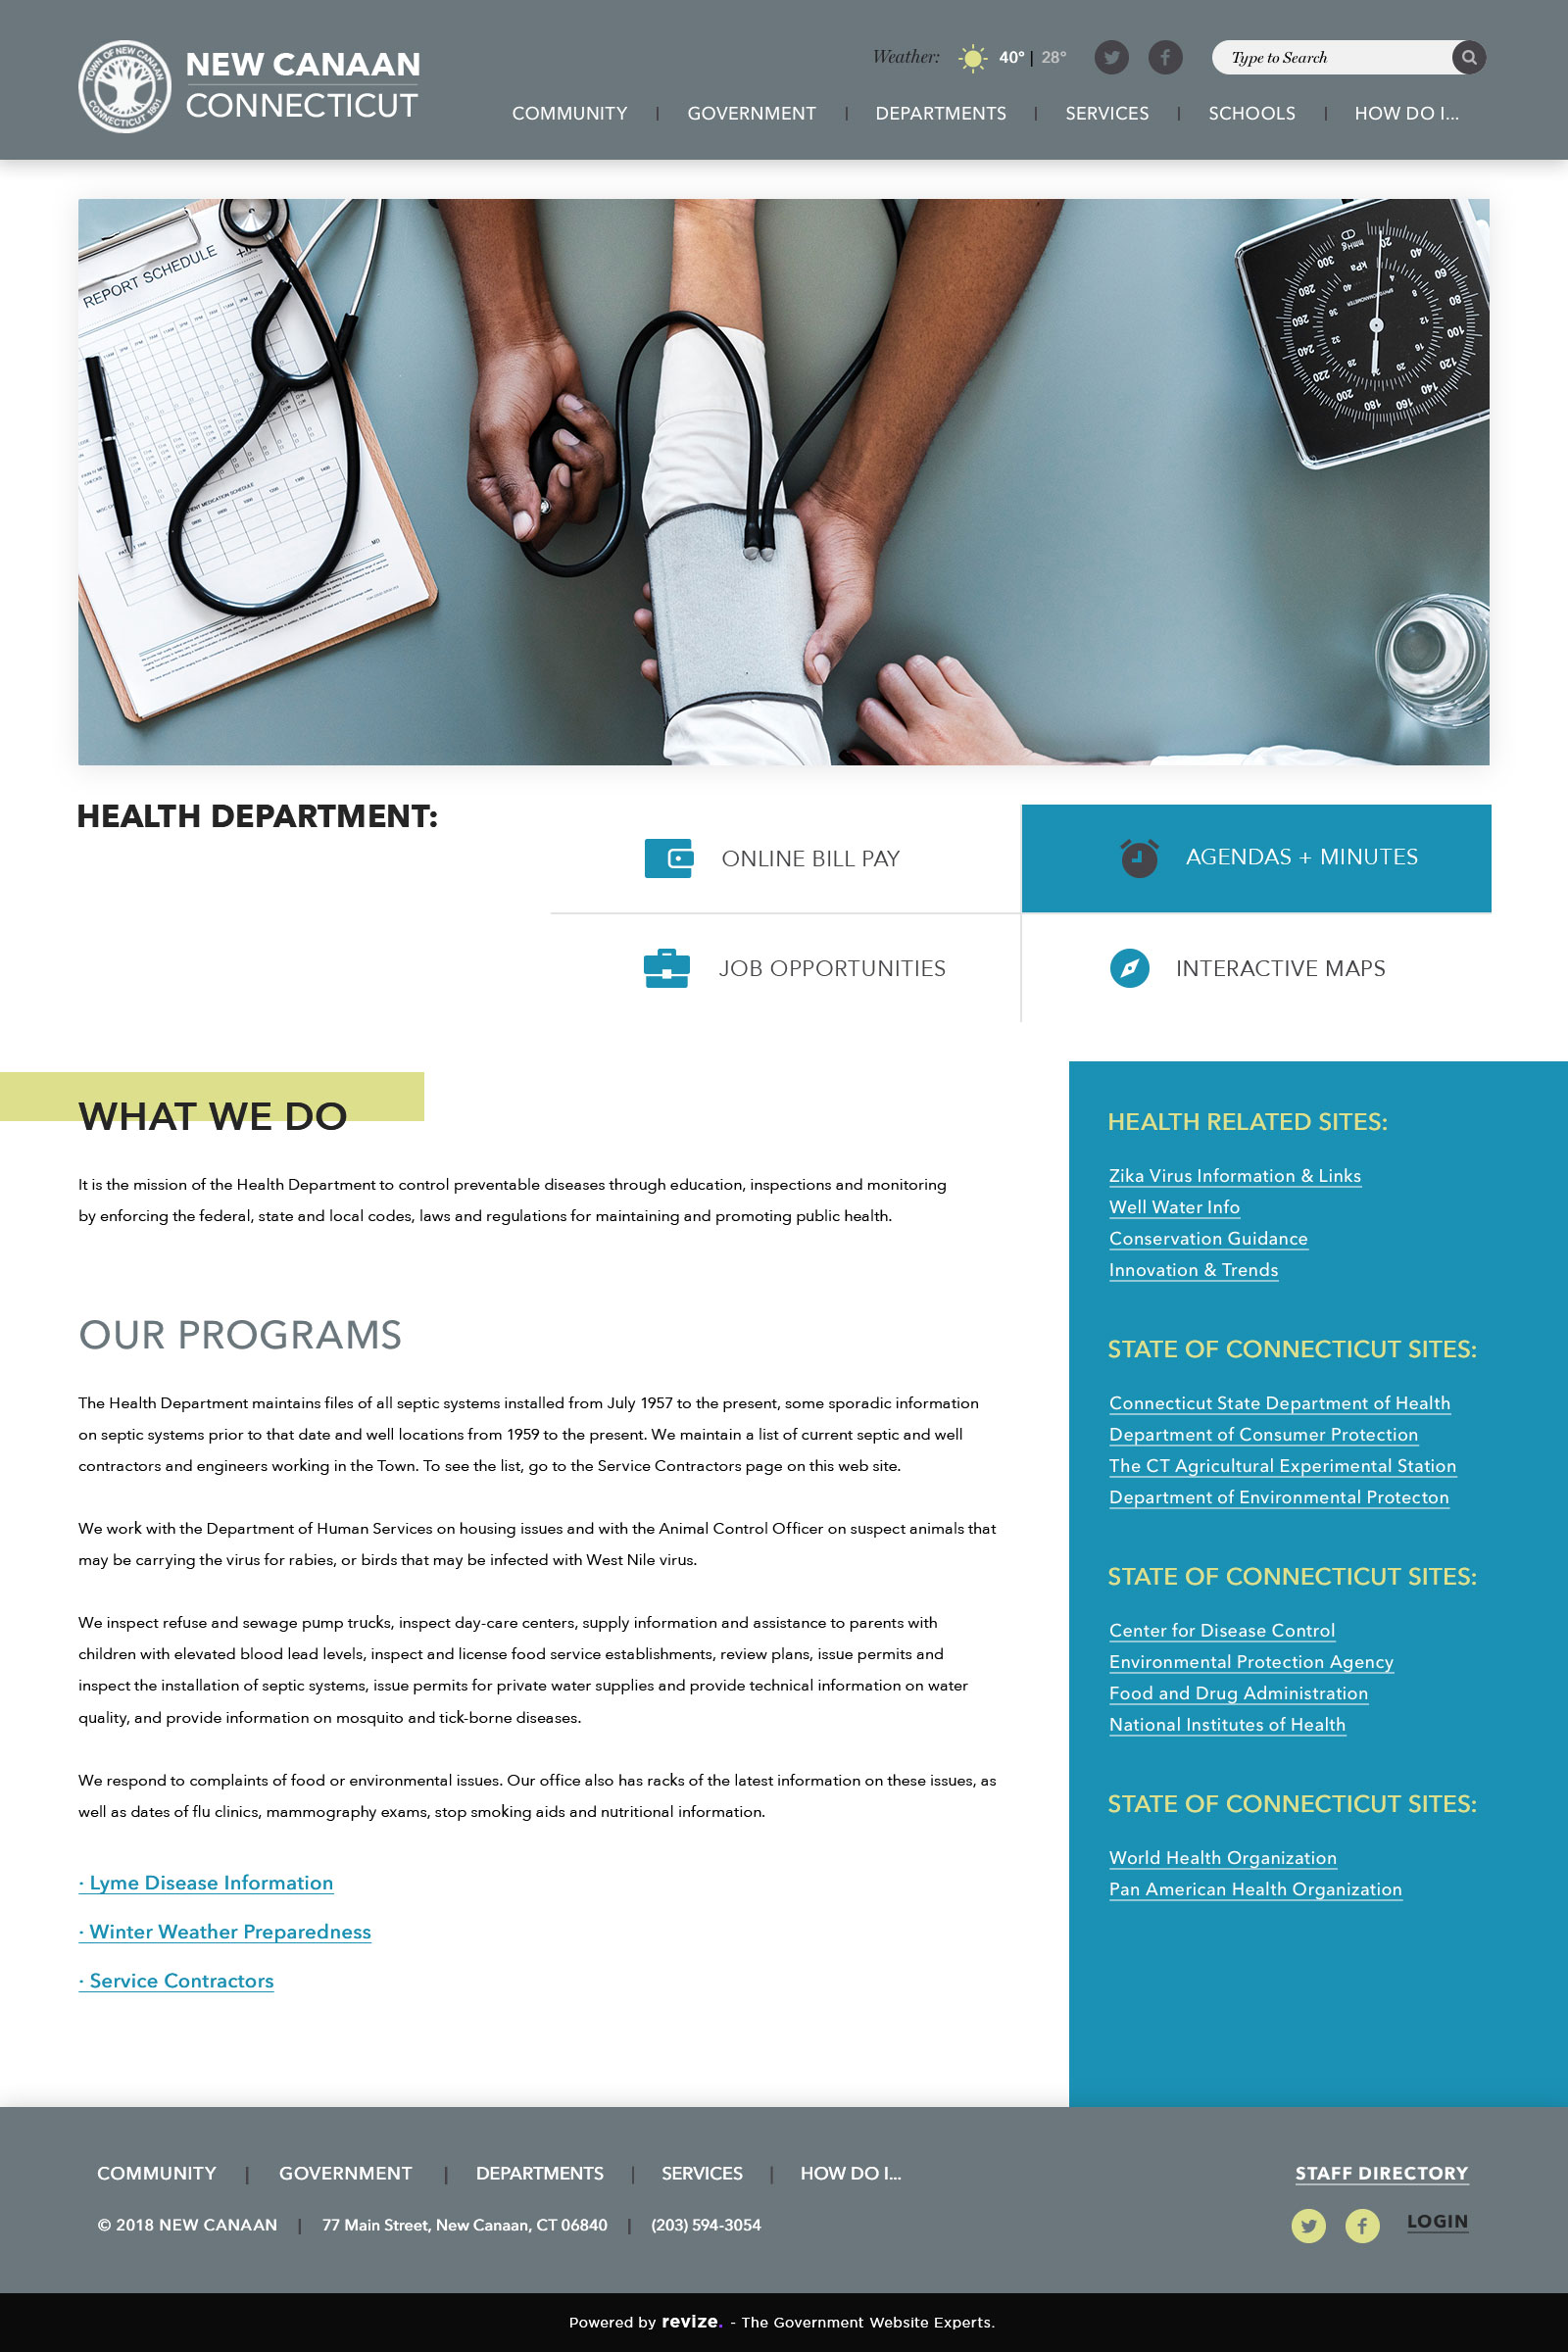 TOWN OF NEW CANAAN
CONNECTICUT 1801
NEW CANAAN
CONNECTICUT
Weather: 40° | 28°
Type to Search
COMMUNITY | GOVERNMENT | DEPARTMENTS | SERVICES | SCHOOLS | HOW DO I...
REPORT SCHEDULE
HEALTH DEPARTMENT:
ONLINE BILL PAY
AGENDAS + MINUTES
JOB OPPORTUNITIES
INTERACTIVE MAPS
WHAT WE DO
It is the mission of the Health Department to control preventable diseases through education, inspections and monitoring
by enforcing the federal, state and local codes, laws and regulations for maintaining and promoting public health.
OUR PROGRAMS
The Health Department maintains files of all septic systems installed from July 1957 to the present, some sporadic information
on septic systems prior to that date and well locations from 1959 to the present. We maintain a list of current septic and well
contractors and engineers working in the Town. To see the list, go to the Service Contractors page on this web site.
We work with the Department of Human Services on housing issues and with the Animal Control Officer on suspect animals that
may be carrying the virus for rabies, or birds that may be infected with West Nile virus.
We inspect refuse and sewage pump trucks, inspect day-care centers, supply information and assistance to parents with
children with elevated blood lead levels, inspect and license food service establishments, review plans, issue permits and
inspect the installation of septic systems, issue permits for private water supplies and provide technical information on water
quality, and provide information on mosquito and tick-borne diseases.
We respond to complaints of food or environmental issues. Our office also has racks of the latest information on these issues, as
well as dates of flu clinics, mammography exams, stop smoking aids and nutritional information.
· Lyme Disease Information
· Winter Weather Preparedness
· Service Contractors
HEALTH RELATED SITES:
Zika Virus Information & Links
Well Water Info
Conservation Guidance
Innovation & Trends
STATE OF CONNECTICUT SITES:
Connecticut State Department of Health
Department of Consumer Protection
The CT Agricultural Experimental Station
Department of Environmental Protecton
STATE OF CONNECTICUT SITES:
Center for Disease Control
Environmental Protection Agency
Food and Drug Administration
National Institutes of Health
STATE OF CONNECTICUT SITES:
World Health Organization
Pan American Health Organization
COMMUNITY | GOVERNMENT | DEPARTMENTS | SERVICES | HOW DO I...
STAFF DIRECTORY
© 2018 NEW CANAAN | 77 Main Street, New Canaan, CT 06840 | (203) 594-3054
LOGIN
Powered by revize. - The Government Website Experts.